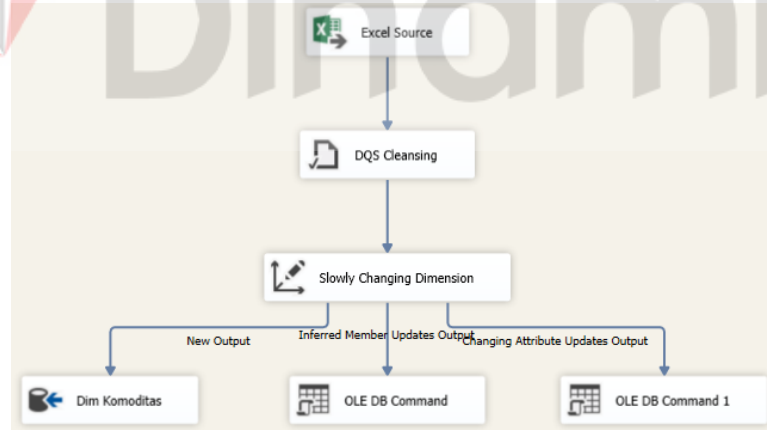 Dinam
Excel Source
DQS Cleansing
Slowly Changing Dimension
New Output
Inferred Member Updates Output
Changing Attribute Updates Output
Dim Komoditas
OLE DB Command
OLE DB Command 1